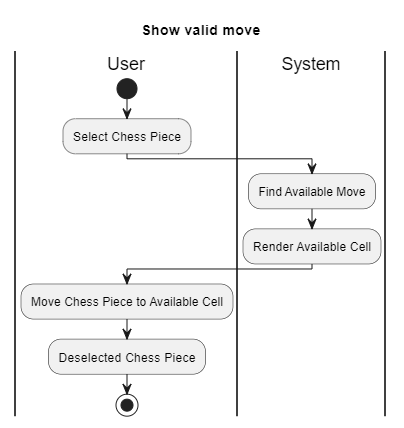 Show valid move
User
System
Select Chess Piece
Find Available Move
Render Available Cell
Move Chess Piece to Available Cell
Deselected Chess Piece